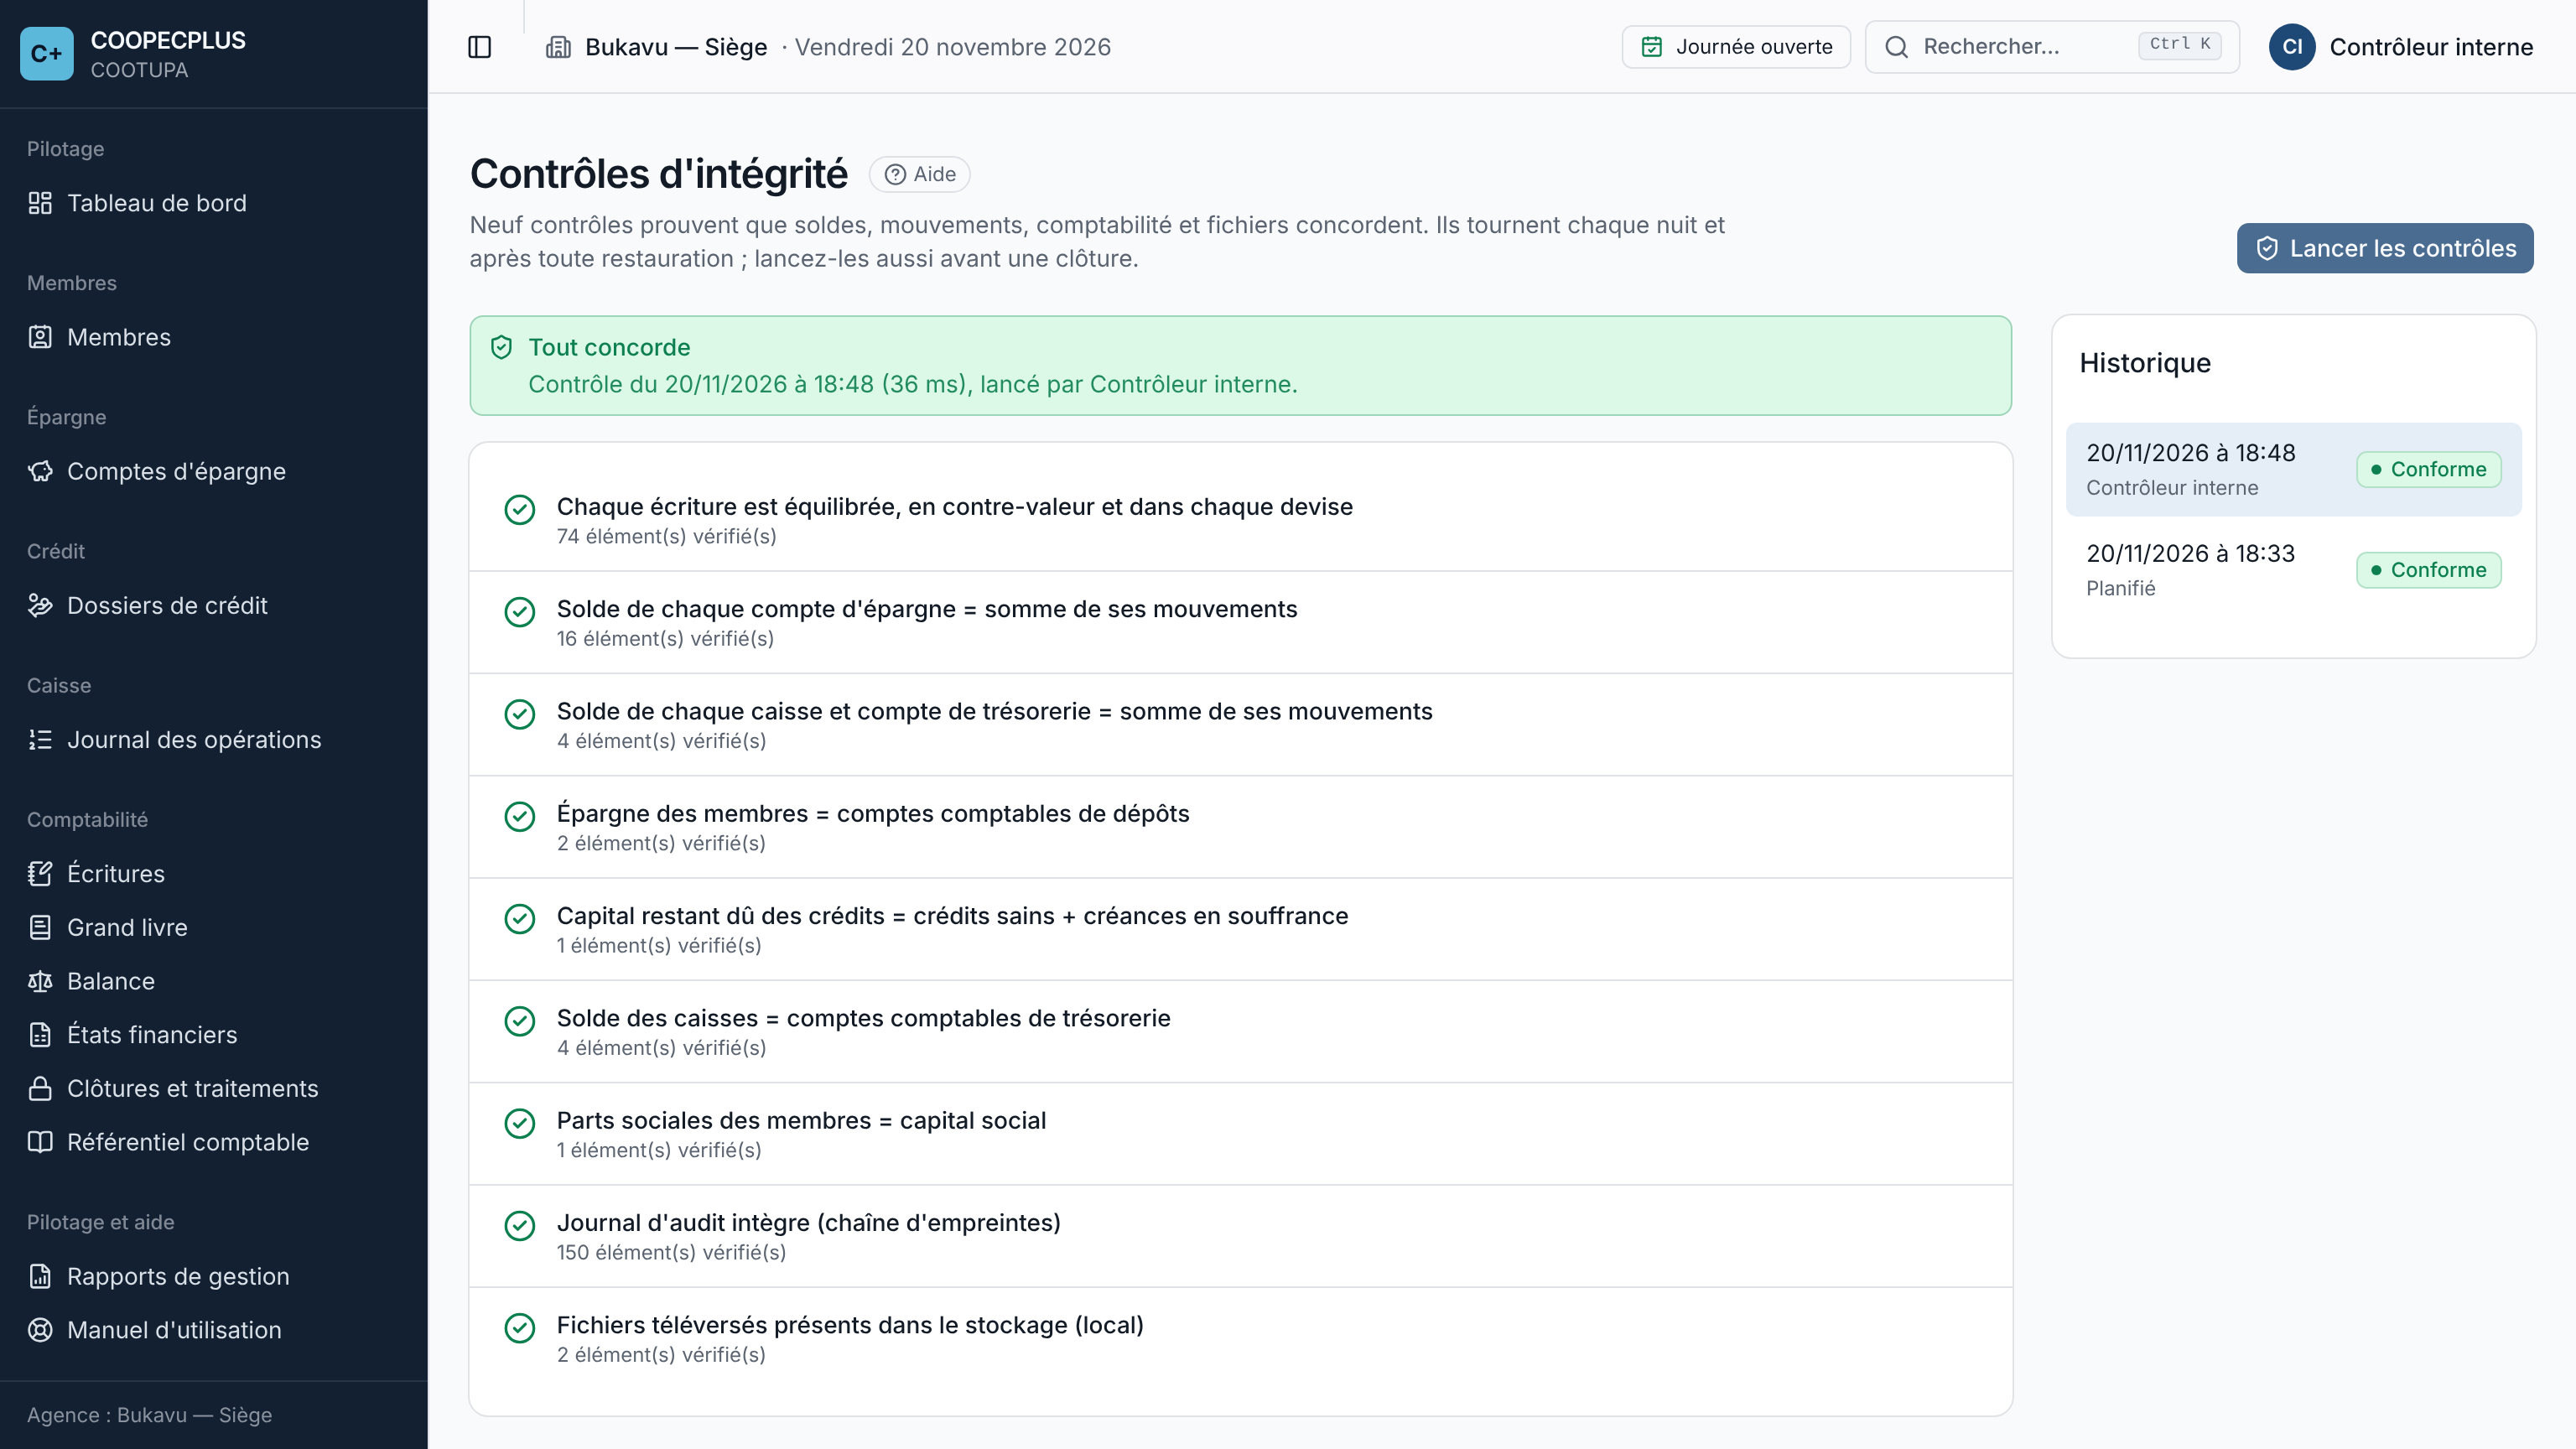 C+
COOPECPLUS
COOTUPA
Pilotage
Tableau de bord
Membres
Membres
Épargne
Comptes d'épargne
Crédit
Dossiers de crédit
Caisse
Journal des opérations
Comptabilité
Écritures
Grand livre
Balance
États financiers
Clôtures et traitements
Référentiel comptable
Pilotage et aide
Rapports de gestion
Manuel d'utilisation
Agence : Bukavu — Siège
Bukavu — Siège · Vendredi 20 novembre 2026
Journée ouverte
Rechercher... Ctrl K
CI Contrôleur interne
Contrôles d'intégrité
Aide
Neuf contrôles prouvent que soldes, mouvements, comptabilité et fichiers concordent. Ils tournent chaque nuit et
après toute restauration ; lancez-les aussi avant une clôture.
Lancer les contrôles
Tout concorde
Contrôle du 20/11/2026 à 18:48 (36 ms), lancé par Contrôleur interne.
Chaque écriture est équilibrée, en contre-valeur et dans chaque devise
74 élément(s) vérifié(s)
Solde de chaque compte d'épargne = somme de ses mouvements
16 élément(s) vérifié(s)
Solde de chaque caisse et compte de trésorerie = somme de ses mouvements
4 élément(s) vérifié(s)
Épargne des membres = comptes comptables de dépôts
2 élément(s) vérifié(s)
Capital restant dû des crédits = crédits sains + créances en souffrance
1 élément(s) vérifié(s)
Solde des caisses = comptes comptables de trésorerie
4 élément(s) vérifié(s)
Parts sociales des membres = capital social
1 élément(s) vérifié(s)
Journal d'audit intègre (chaîne d'empreintes)
150 élément(s) vérifié(s)
Fichiers téléversés présents dans le stockage (local)
2 élément(s) vérifié(s)
Historique
20/11/2026 à 18:48
Contrôleur interne
Conforme
20/11/2026 à 18:33
Planifié
Conforme